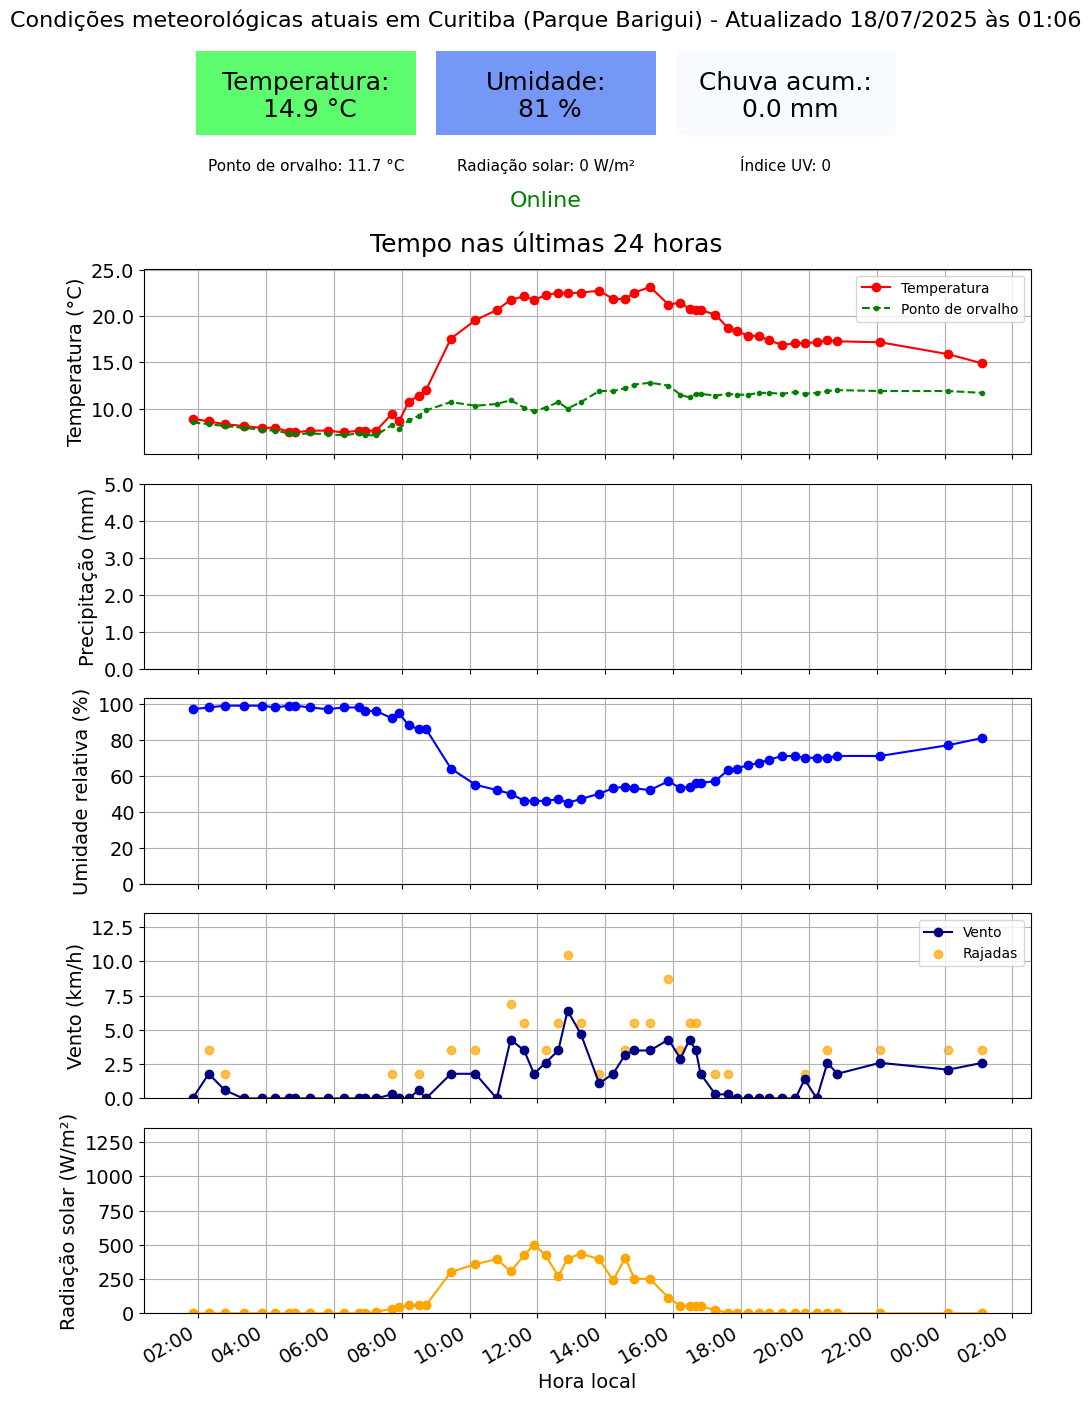 Condições meteorológicas atuais em Curitiba (Parque Barigui) - Atualizado 18/07/2025 às 01:06
Temperatura:
14.9 °C
Umidade:
81 %
Chuva acum.:
0.0 mm
Ponto de orvalho: 11.7 °C
Radiação solar: 0 W/m²
Índice UV: 0
Online
Tempo nas últimas 24 horas
Temperatura (°C)
25.0
20.0
15.0
10.0
Temperatura
Ponto de orvalho
Precipitação (mm)
5.0
4.0
3.0
2.0
1.0
0.0
Umidade relativa (%)
100
80
60
40
20
0
Vento (km/h)
12.5
10.0
7.5
5.0
2.5
0.0
Vento
Rajadas
Radiação solar (W/m²)
1250
1000
750
500
250
0
02:00
04:00
06:00
08:00
10:00
12:00
14:00
16:00
18:00
20:00
22:00
00:00
02:00
Hora local